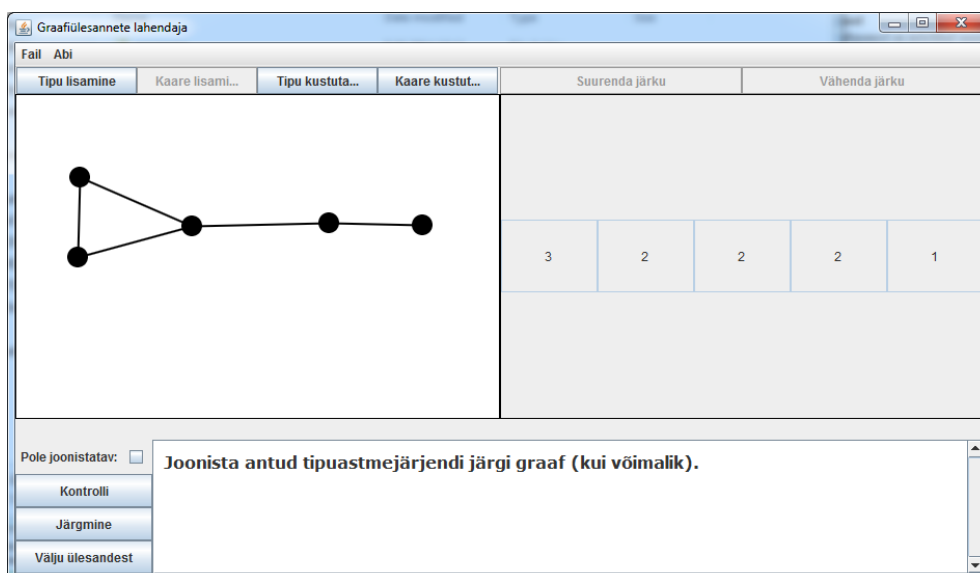 Graafiülesannete lahendaja
Fail Abi
Tipu lisamine Kaare lisami... Tipu kustuta... Kaare kustut... Suurenda järku Vähenda järku
3 2 2 2 1
Pole joonistatav:
Joonista antud tipuastmejärjendi järgi graaf (kui võimalik).
Kontrolli
Järgmine
Välju ülesandest